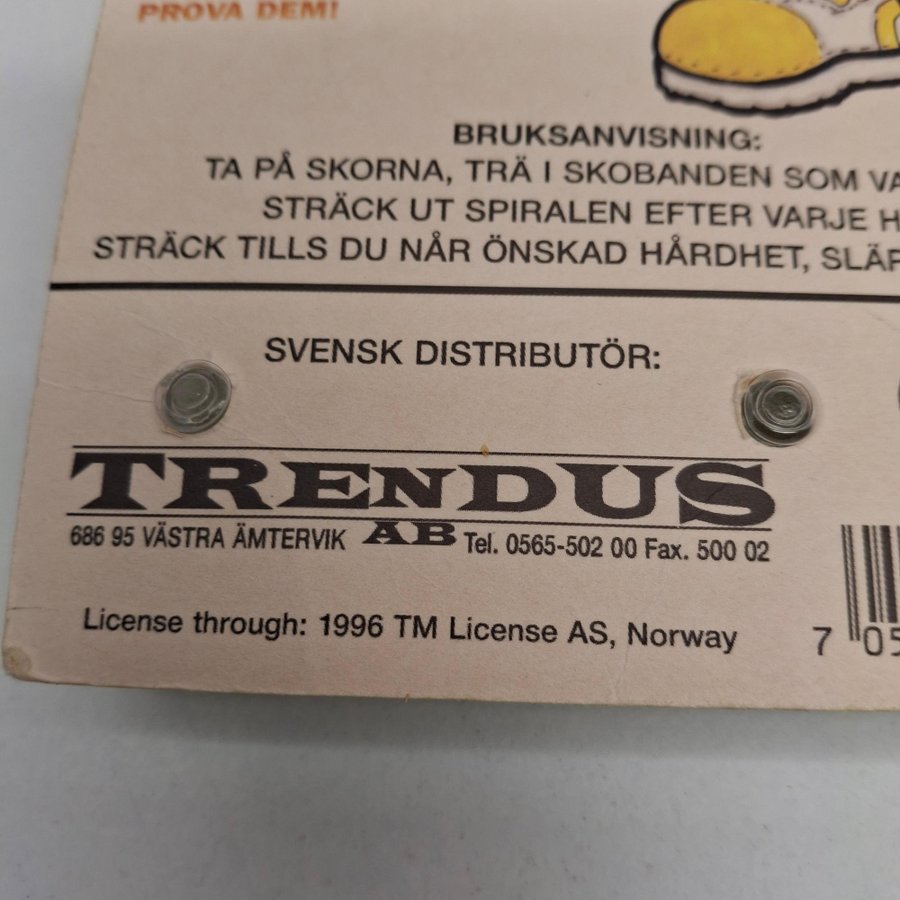 PROVA DEM!
BRUKSANVISNING:
TA PÅ SKORNA, TRÄ I SKOBANDEN SOM VA
STRÄCK UT SPIRALEN EFTER VARJE H
STRÄCK TILLS DU NÅR ÖNSKAD HÅRDHET, SLÄP
SVENSK DISTRIBUTÖR:
TRENDUS
AB
686 95 VÄSTRA ÄMTERVIK Tel. 0565-502 00 Fax. 500 02
License through: 1996 TM License AS, Norway
7 05